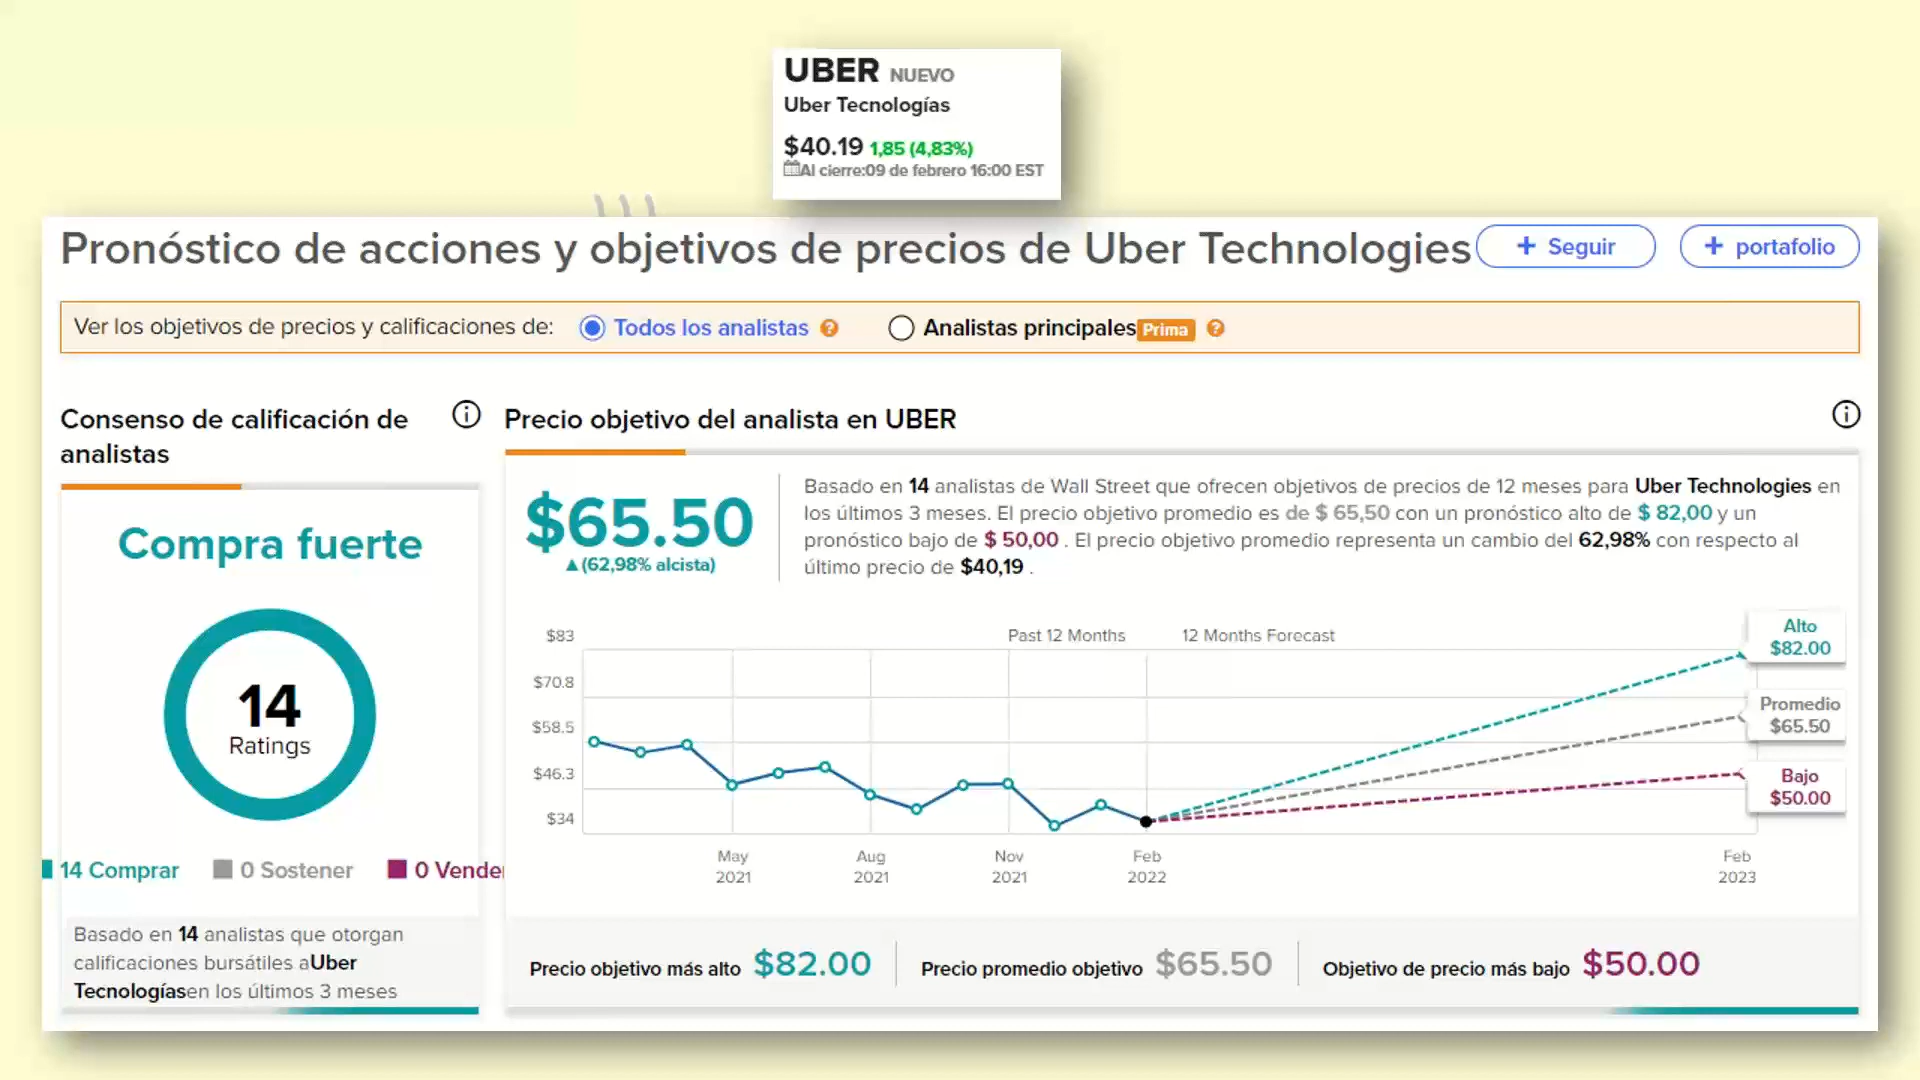 UBER NUEVO
Uber Tecnologías
$40.19 1,85 (4,83%)
Al cierre:09 de febrero 16:00 EST
Pronóstico de acciones y objetivos de precios de Uber Technologies
+ Seguir
+ portafolio
Ver los objetivos de precios y calificaciones de:
Todos los analistas ?
Analistas principales Prima ?
Consenso de calificación de
analistas
Compra fuerte
14
Ratings
14 Comprar
0 Sostener
0 Vender
Basado en 14 analistas que otorgan
calificaciones bursátiles aUber
Tecnologíasen los últimos 3 meses
Precio objetivo del analista en UBER
$65.50
▲(62,98% alcista)
Basado en 14 analistas de Wall Street que ofrecen objetivos de precios de 12 meses para Uber Technologies en
los últimos 3 meses. El precio objetivo promedio es de $ 65,50 con un pronóstico alto de $ 82,00 y un
pronóstico bajo de $ 50,00 . El precio objetivo promedio representa un cambio del 62,98% con respecto al
último precio de $40,19 .
Past 12 Months
12 Months Forecast
$83
$70.8
$58.5
$46.3
$34
Alto
$82.00
Promedio
$65.50
Bajo
$50.00
May
2021
Aug
2021
Nov
2021
Feb
2022
Feb
2023
Precio objetivo más alto $82.00
Precio promedio objetivo $65.50
Objetivo de precio más bajo $50.00